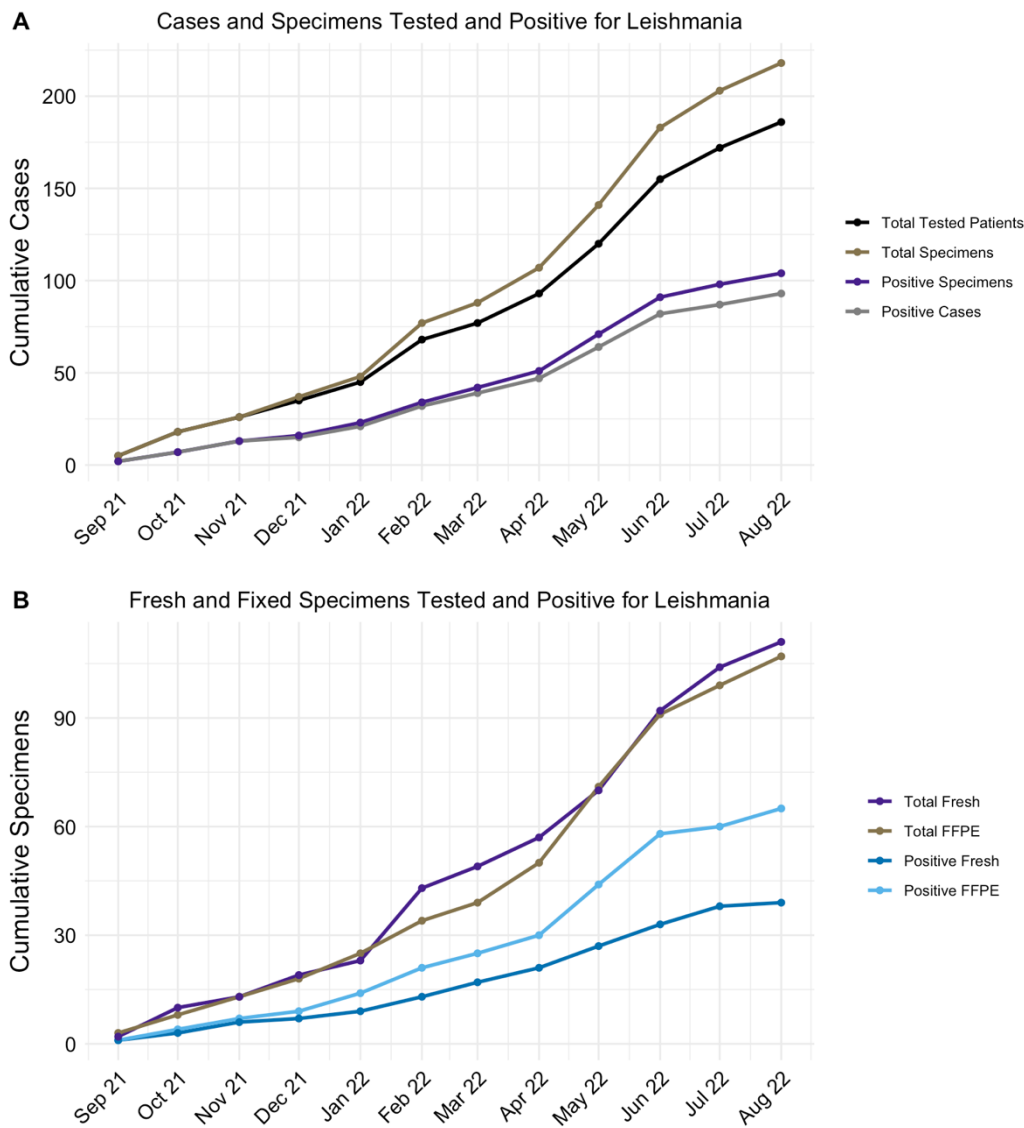 A
Cases and Specimens Tested and Positive for Leishmania
Cumulative Cases
200
150
100
50
0
Sep 21
Oct 21
Nov 21
Dec 21
Jan 22
Feb 22
Mar 22
Apr 22
May 22
Jun 22
Jul 22
Aug 22
Total Tested Patients
Total Specimens
Positive Specimens
Positive Cases
B
Fresh and Fixed Specimens Tested and Positive for Leishmania
Cumulative Specimens
90
60
30
0
Sep 21
Oct 21
Nov 21
Dec 21
Jan 22
Feb 22
Mar 22
Apr 22
May 22
Jun 22
Jul 22
Aug 22
Total Fresh
Total FFPE
Positive Fresh
Positive FFPE